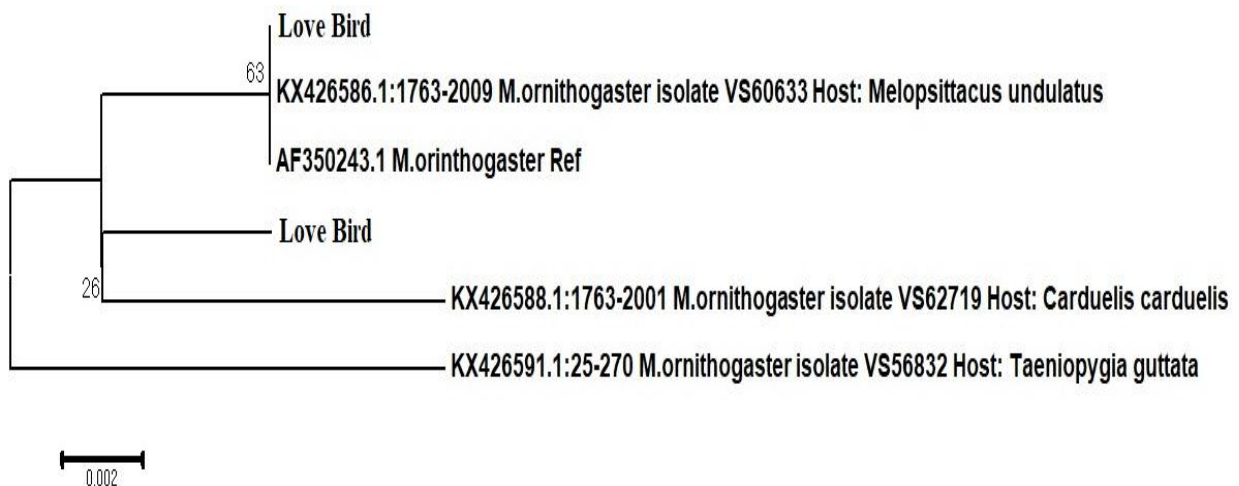 Love Bird
63
KX426586.1:1763-2009 M.ornithogaster isolate VS60633 Host: Melopsittacus undulatus
AF350243.1 M.orinthogaster Ref
Love Bird
26
KX426588.1:1763-2001 M.ornithogaster isolate VS62719 Host: Carduelis carduelis
KX426591.1:25-270 M.ornithogaster isolate VS56832 Host: Taeniopygia guttata
0.002